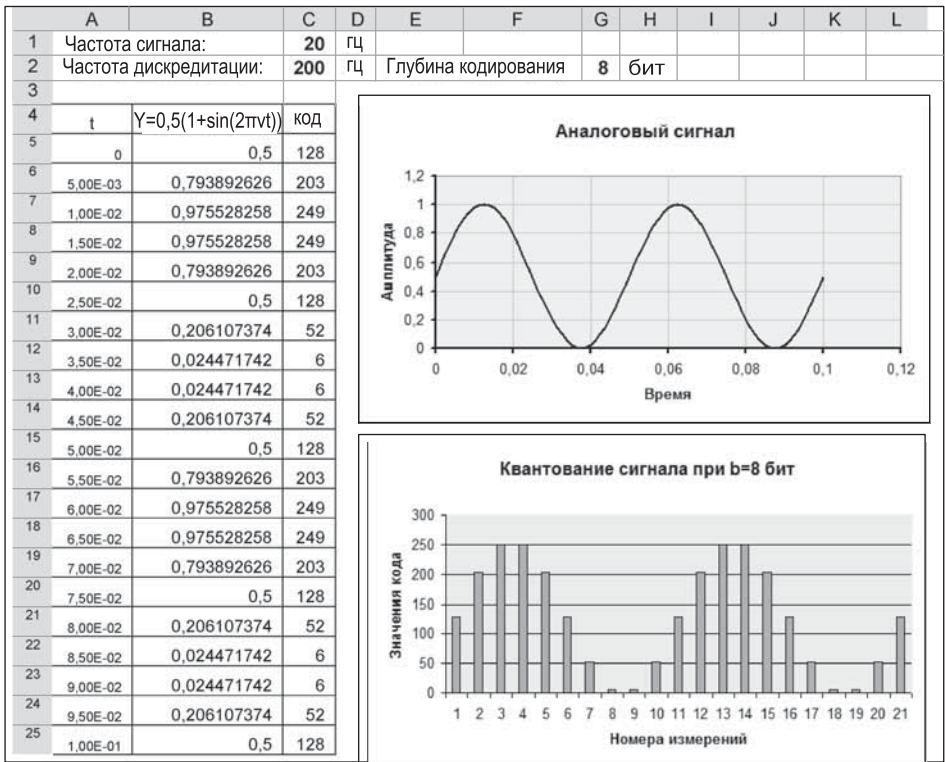 A B C D E F G H I J K L
1 Частота сигнала: 20 гц
2 Частота дискредитации: 200 гц Глубина кодирования 8 бит
3
4 t Y=0,5(1+sin(2πνt)) код
5 0 0,5 128
6 5,00E-03 0,793892626 203
7 1,00E-02 0,975528258 249
8 1,50E-02 0,975528258 249
9 2,00E-02 0,793892626 203
10 2,50E-02 0,5 128
11 3,00E-02 0,206107374 52
12 3,50E-02 0,024471742 6
13 4,00E-02 0,024471742 6
14 4,50E-02 0,206107374 52
15 5,00E-02 0,5 128
16 5,50E-02 0,793892626 203
17 6,00E-02 0,975528258 249
18 6,50E-02 0,975528258 249
19 7,00E-02 0,793892626 203
20 7,50E-02 0,5 128
21 8,00E-02 0,206107374 52
22 8,50E-02 0,024471742 6
23 9,00E-02 0,024471742 6
24 9,50E-02 0,206107374 52
25 1,00E-01 0,5 128
Аналоговый сигнал
Амплитуда
1,2
1
0,8
0,6
0,4
0,2
0
0 0,02 0,04 0,06 0,08 0,1 0,12
Время
Квантование сигнала при b=8 бит
Значения кода
300
250
200
150
100
50
0
1 2 3 4 5 6 7 8 9 10 11 12 13 14 15 16 17 18 19 20 21
Номера измерений